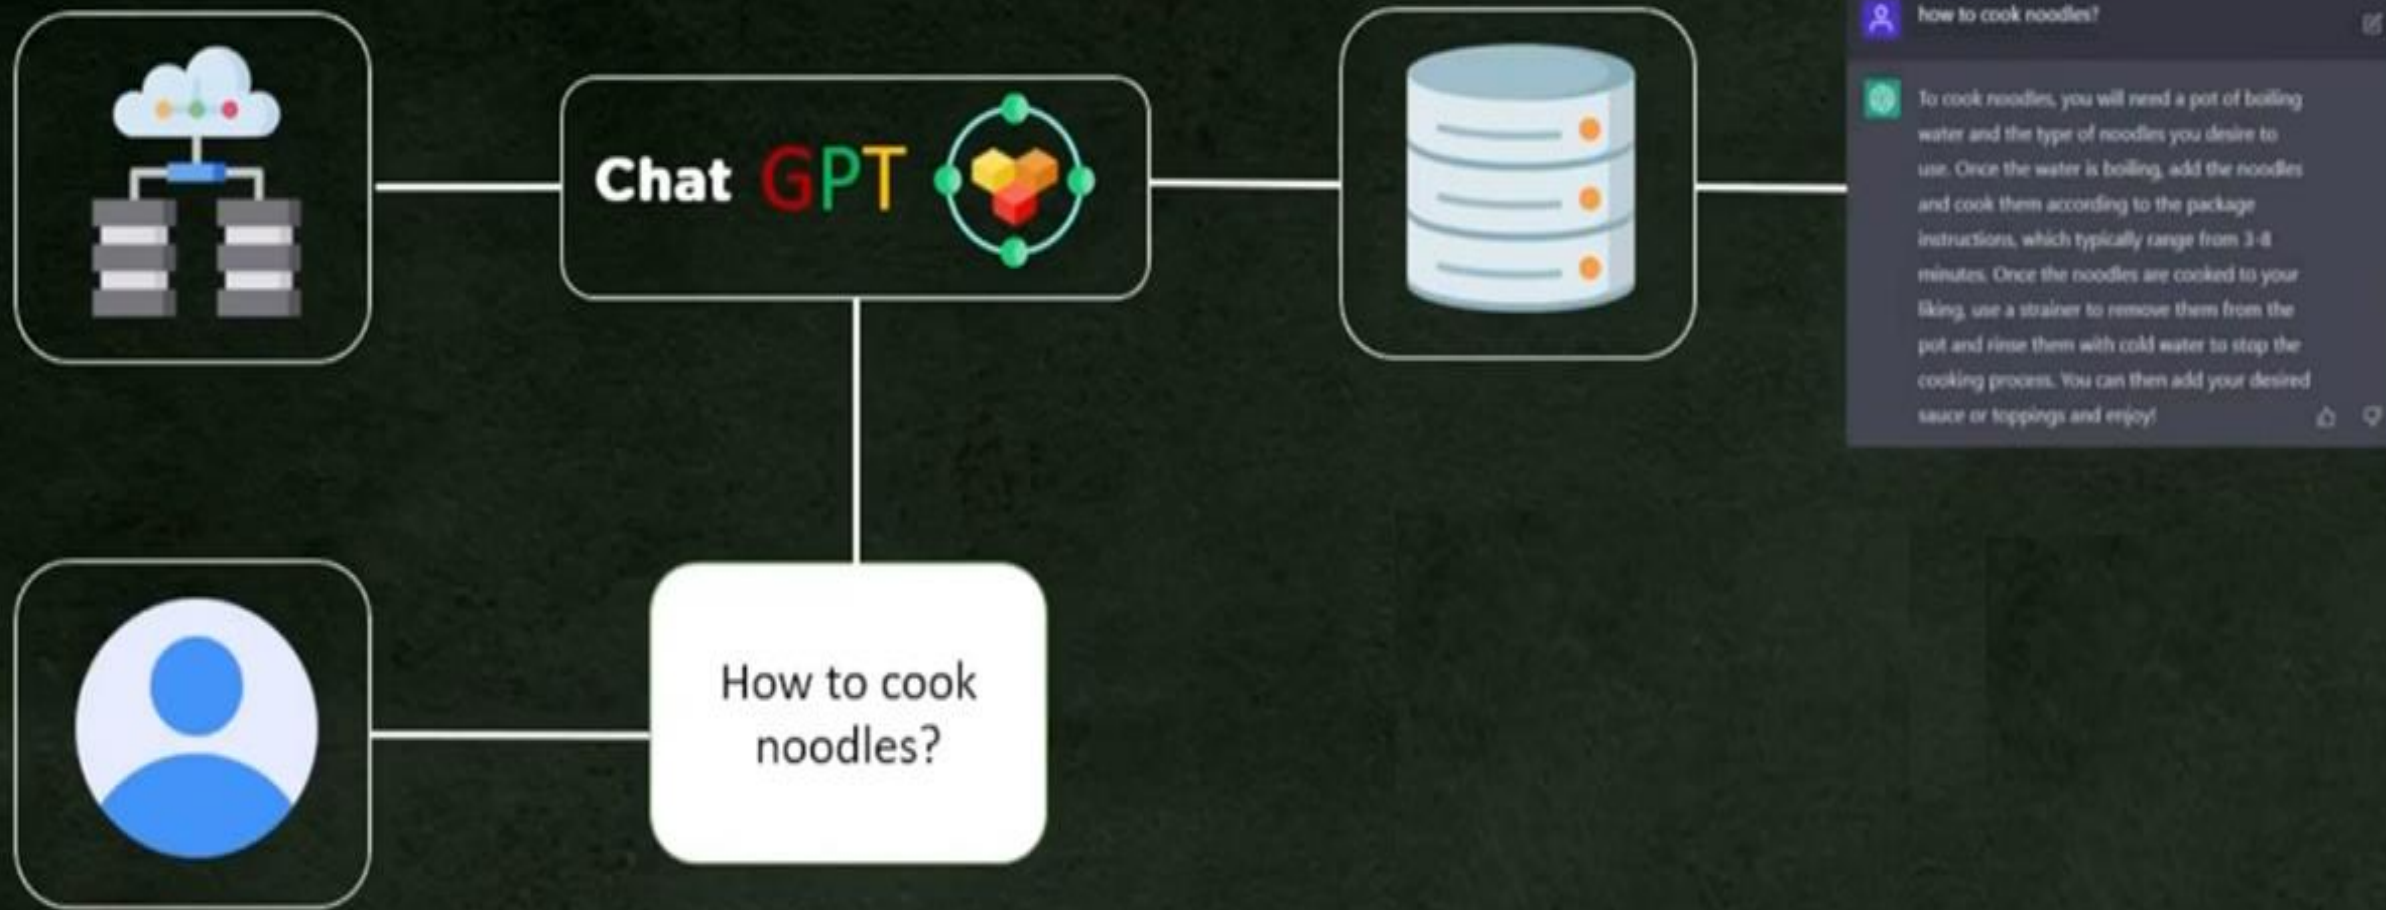 Chat GPT
How to cook
noodles?
how to cook noodles?
To cook noodles, you will need a pot of boiling
water and the type of noodles you desire to
use. Once the water is boiling, add the noodles
and cook them according to the package
instructions, which typically range from 3-8
minutes. Once the noodles are cooked to your
liking, use a strainer to remove them from the
pot and rinse them with cold water to stop the
cooking process. You can then add your desired
sauce or toppings and enjoy!